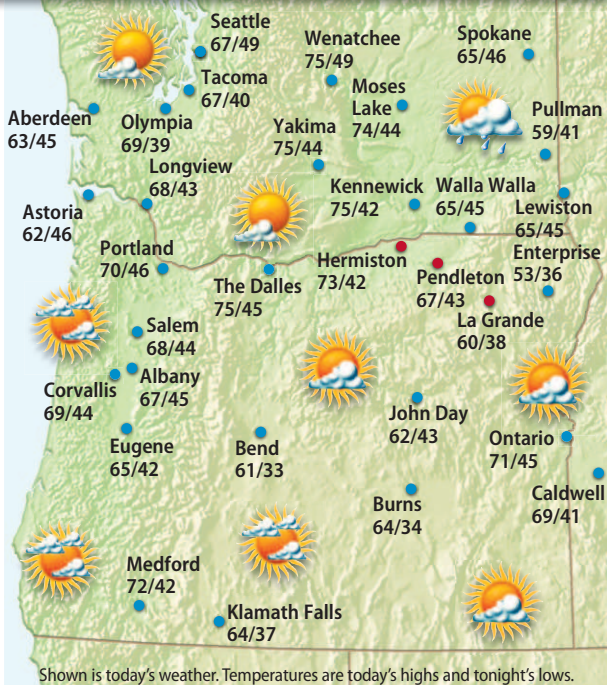 Seattle
67/49
Wenatchee
75/49
Spokane
65/46
Tacoma
67/40
Moses
Lake
74/44
Aberdeen
63/45
Olympia
69/39
Yakima
75/44
Pullman
59/41
Longview
68/43
Kennewick
75/42
Walla Walla
65/45
Lewiston
65/45
Astoria
62/46
Portland
70/46
The Dalles
75/45
Hermiston
73/42
Pendleton
67/43
Enterprise
53/36
La Grande
60/38
Salem
68/44
Corvallis
69/44
Albany
67/45
John Day
62/43
Eugene
65/42
Bend
61/33
Ontario
71/45
Burns
64/34
Caldwell
69/41
Medford
72/42
Klamath Falls
64/37
Shown is today's weather. Temperatures are today's highs and tonight's lows.